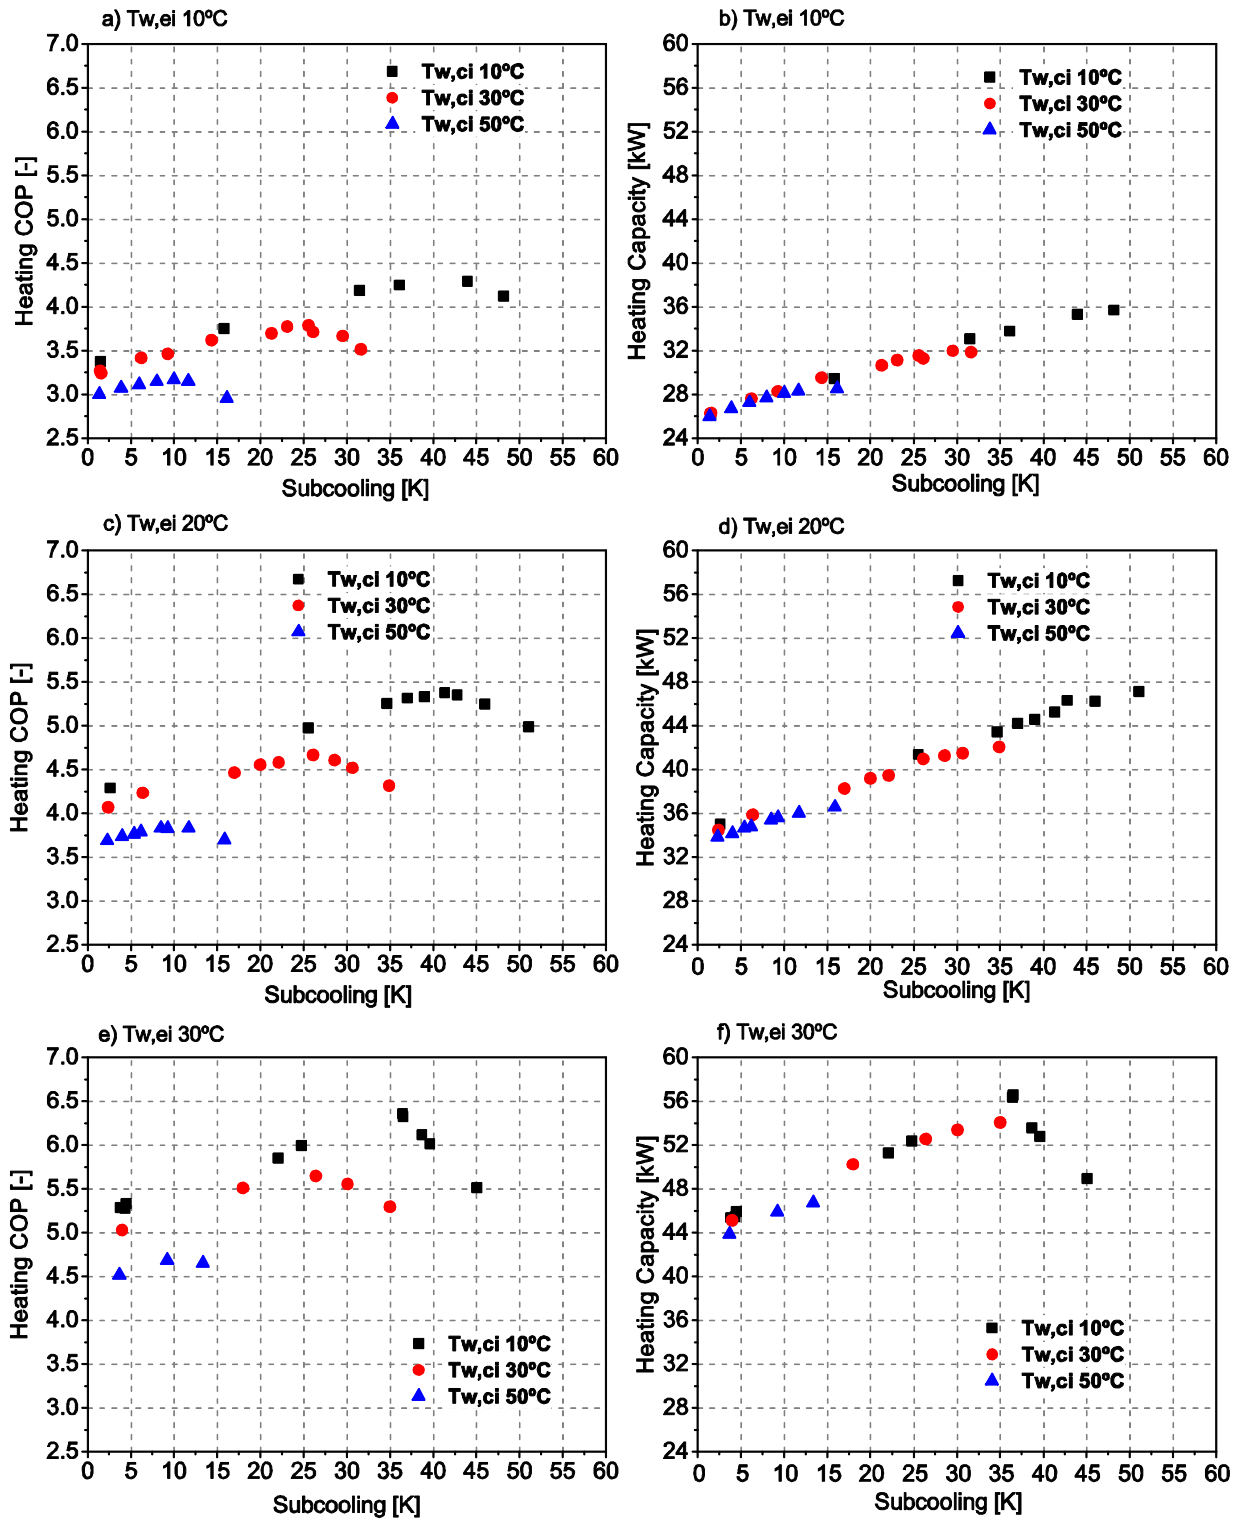 a) Tw,ei 10ºC
7.0
6.5
6.0
5.5
5.0
4.5
4.0
3.5
3.0
2.5
Heating COP [-]
Tw,ci 10ºC
Tw,ci 30ºC
Tw,ci 50ºC
0 5 10 15 20 25 30 35 40 45 50 55 60
Subcooling [K]
b) Tw,ei 10ºC
60
56
52
48
44
40
36
32
28
24
Heating Capacity [kW]
Tw,ci 10ºC
Tw,ci 30ºC
Tw,ci 50ºC
0 5 10 15 20 25 30 35 40 45 50 55 60
Subcooling [K]
c) Tw,ei 20ºC
7.0
6.5
6.0
5.5
5.0
4.5
4.0
3.5
3.0
2.5
Heating COP [-]
Tw,ci 10ºC
Tw,ci 30ºC
Tw,ci 50ºC
0 5 10 15 20 25 30 35 40 45 50 55 60
Subcooling [K]
d) Tw,ei 20ºC
60
56
52
48
44
40
36
32
28
24
Heating Capacity [kW]
Tw,ci 10ºC
Tw,ci 30ºC
Tw,ci 50ºC
0 5 10 15 20 25 30 35 40 45 50 55 60
Subcooling [K]
e) Tw,ei 30ºC
7.0
6.5
6.0
5.5
5.0
4.5
4.0
3.5
3.0
2.5
Heating COP [-]
Tw,ci 10ºC
Tw,ci 30ºC
Tw,ci 50ºC
0 5 10 15 20 25 30 35 40 45 50 55 60
Subcooling [K]
f) Tw,ei 30ºC
60
56
52
48
44
40
36
32
28
24
Heating Capacity [kW]
Tw,ci 10ºC
Tw,ci 30ºC
Tw,ci 50ºC
0 5 10 15 20 25 30 35 40 45 50 55 60
Subcooling [K]